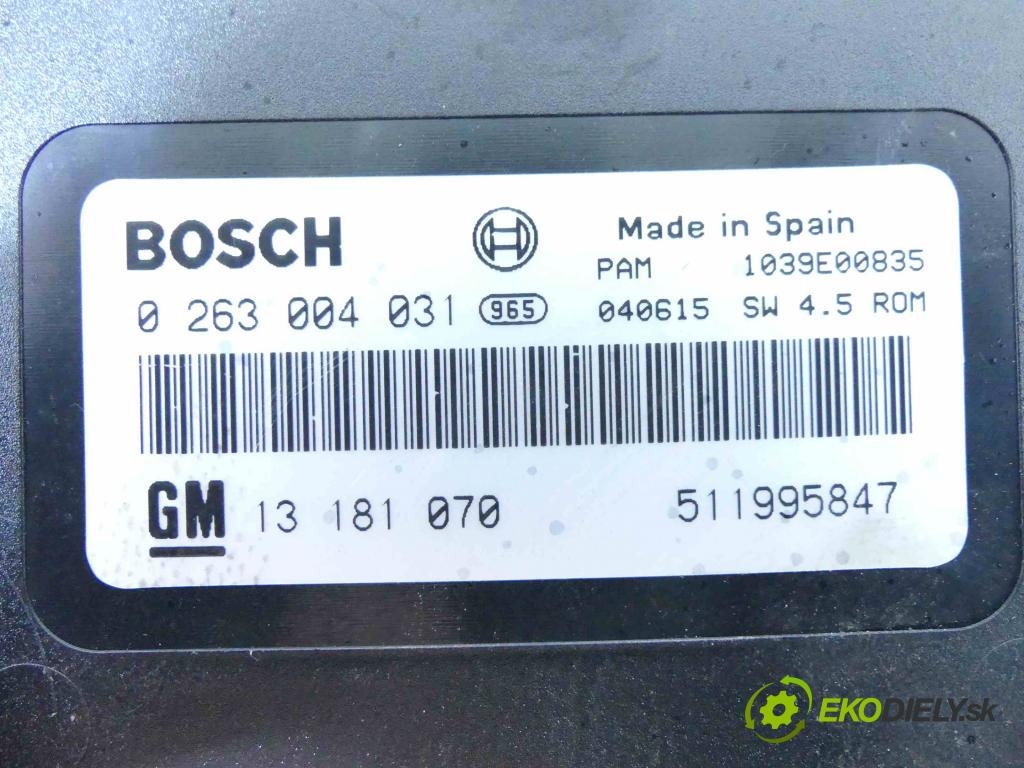 BOSCH Made in Spain
PAM 1039E00835
0 263 004 031 965 040615 SW 4.5 ROM
GM 13 181 070 511995847
EKODIELY.sk